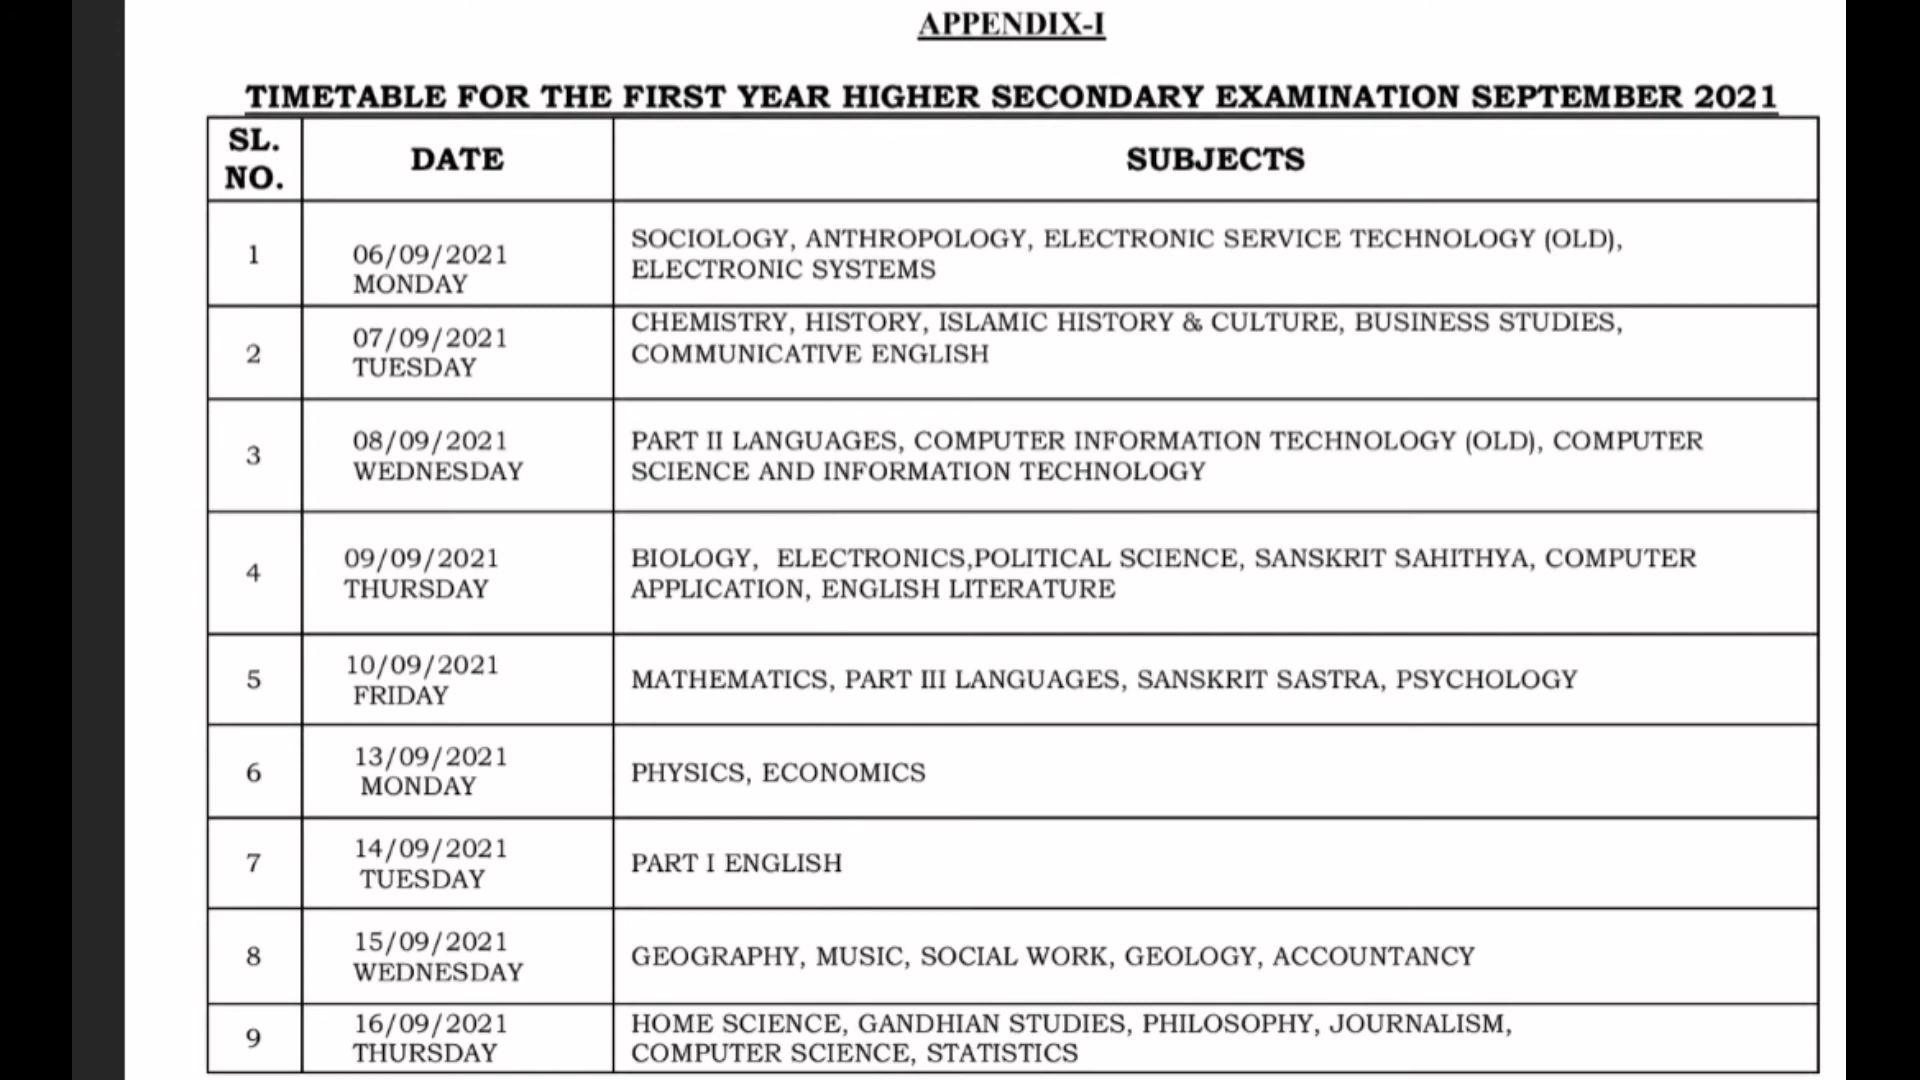 APPENDIX-I
TIMETABLE FOR THE FIRST YEAR HIGHER SECONDARY EXAMINATION SEPTEMBER 2021
SL. NO.
DATE
SUBJECTS
1
06/09/2021
MONDAY
SOCIOLOGY, ANTHROPOLOGY, ELECTRONIC SERVICE TECHNOLOGY (OLD),
ELECTRONIC SYSTEMS
2
07/09/2021
TUESDAY
CHEMISTRY, HISTORY, ISLAMIC HISTORY & CULTURE, BUSINESS STUDIES,
COMMUNICATIVE ENGLISH
3
08/09/2021
WEDNESDAY
PART II LANGUAGES, COMPUTER INFORMATION TECHNOLOGY (OLD), COMPUTER
SCIENCE AND INFORMATION TECHNOLOGY
4
09/09/2021
THURSDAY
BIOLOGY, ELECTRONICS,POLITICAL SCIENCE, SANSKRIT SAHITHYA, COMPUTER
APPLICATION, ENGLISH LITERATURE
5
10/09/2021
FRIDAY
MATHEMATICS, PART III LANGUAGES, SANSKRIT SASTRA, PSYCHOLOGY
6
13/09/2021
MONDAY
PHYSICS, ECONOMICS
7
14/09/2021
TUESDAY
PART I ENGLISH
8
15/09/2021
WEDNESDAY
GEOGRAPHY, MUSIC, SOCIAL WORK, GEOLOGY, ACCOUNTANCY
9
16/09/2021
THURSDAY
HOME SCIENCE, GANDHIAN STUDIES, PHILOSOPHY, JOURNALISM,
COMPUTER SCIENCE, STATISTICS